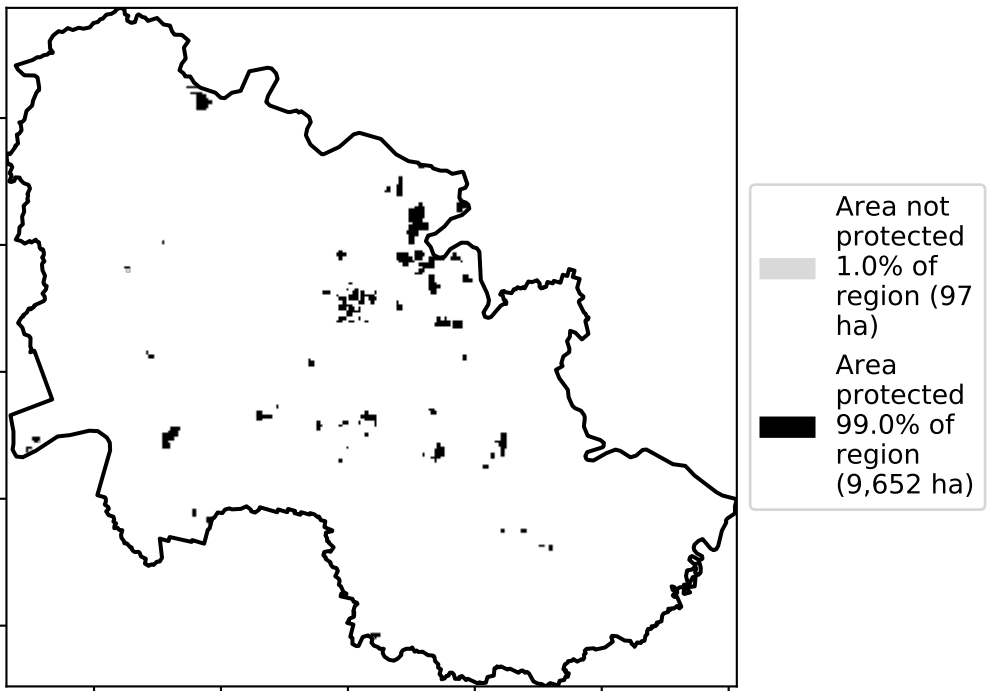 Area not
protected
1.0% of
region (97
ha)
Area
protected
99.0% of
region
(9,652 ha)